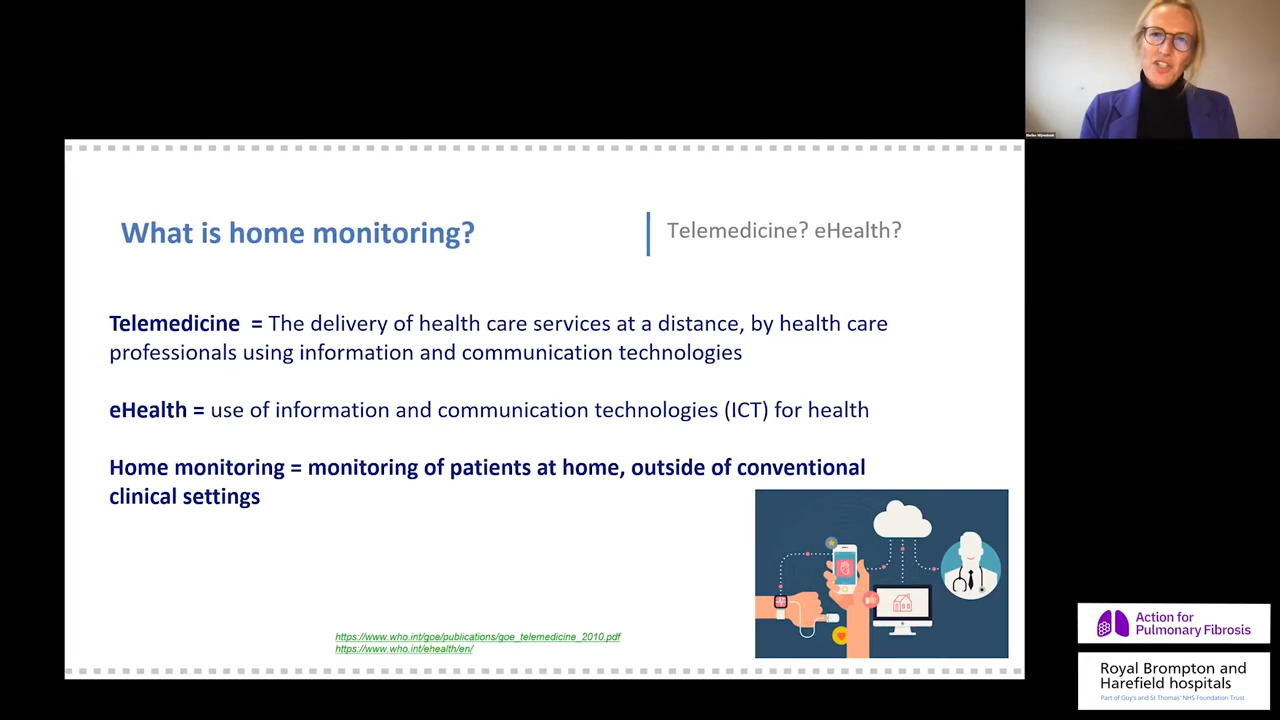 What is home monitoring?
Telemedicine? eHealth?
Telemedicine = The delivery of health care services at a distance, by health care
professionals using information and communication technologies
eHealth = use of information and communication technologies (ICT) for health
Home monitoring = monitoring of patients at home, outside of conventional
clinical settings
https://www.who.int/goe/publications/goe_telemedicine_2010.pdf
https://www.who.int/ehealth/en/
Action for
Pulmonary Fibrosis
Royal Brompton and
Harefield hospitals
Part of Guy's and St Thomas' NHS Foundation Trust